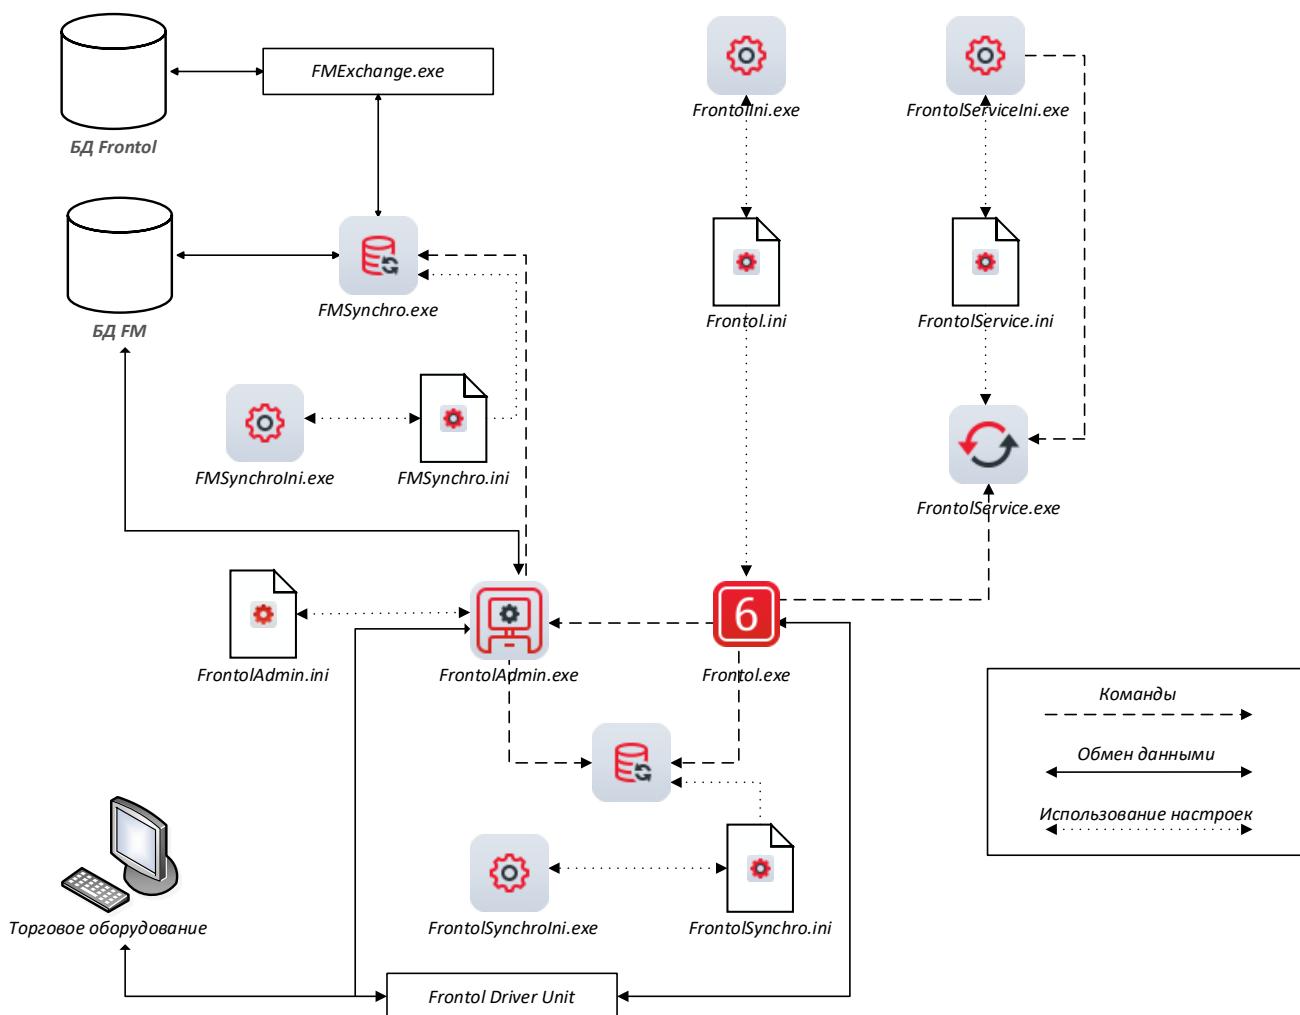 FMExchange.exe
FrontolIni.exe
FrontolServiceIni.exe
БД Frontol
FMSynchro.exe
Frontol.ini
FrontolService.ini
БД FM
FMSynchroIni.exe
FMSynchro.ini
FrontolService.exe
6
FrontolAdmin.ini
FrontolAdmin.exe
Frontol.exe
Команды
Обмен данными
Использование настроек
Торговое оборудование
FrontolSynchroIni.exe
FrontolSynchro.ini
Frontol Driver Unit